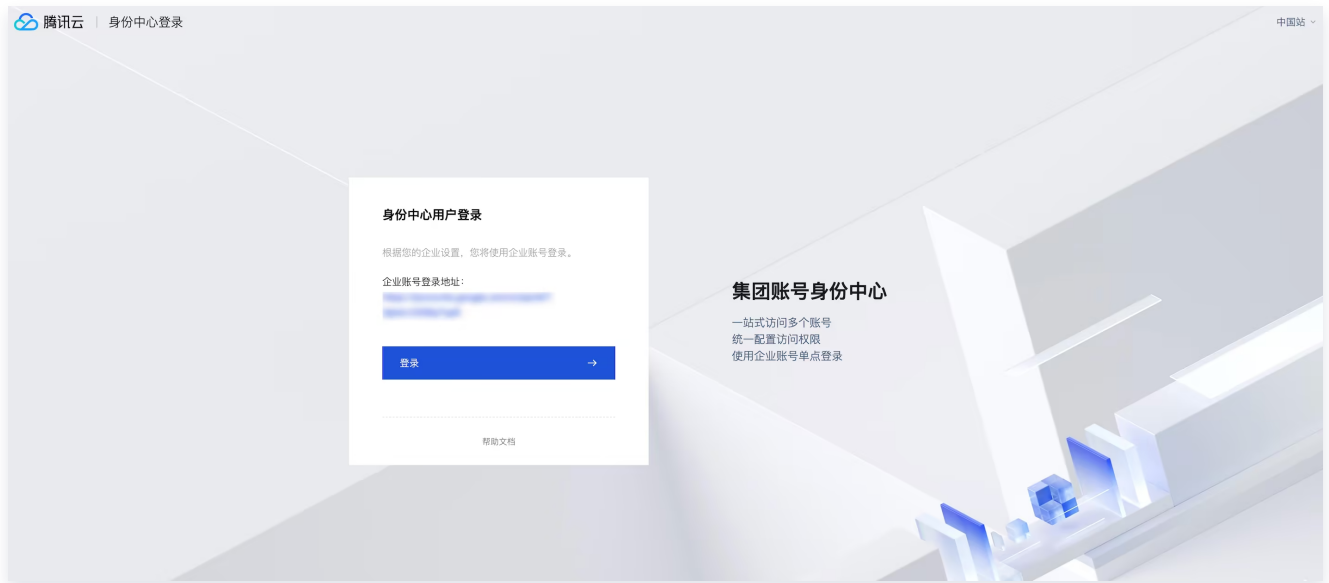 腾讯云 | 身份中心登录
中国站
身份中心用户登录
根据您的企业设置，您将使用企业账号登录。
企业账号登录地址：
登录 →
帮助文档
集团账号身份中心
一站式访问多个账号
统一配置访问权限
使用企业账号单点登录